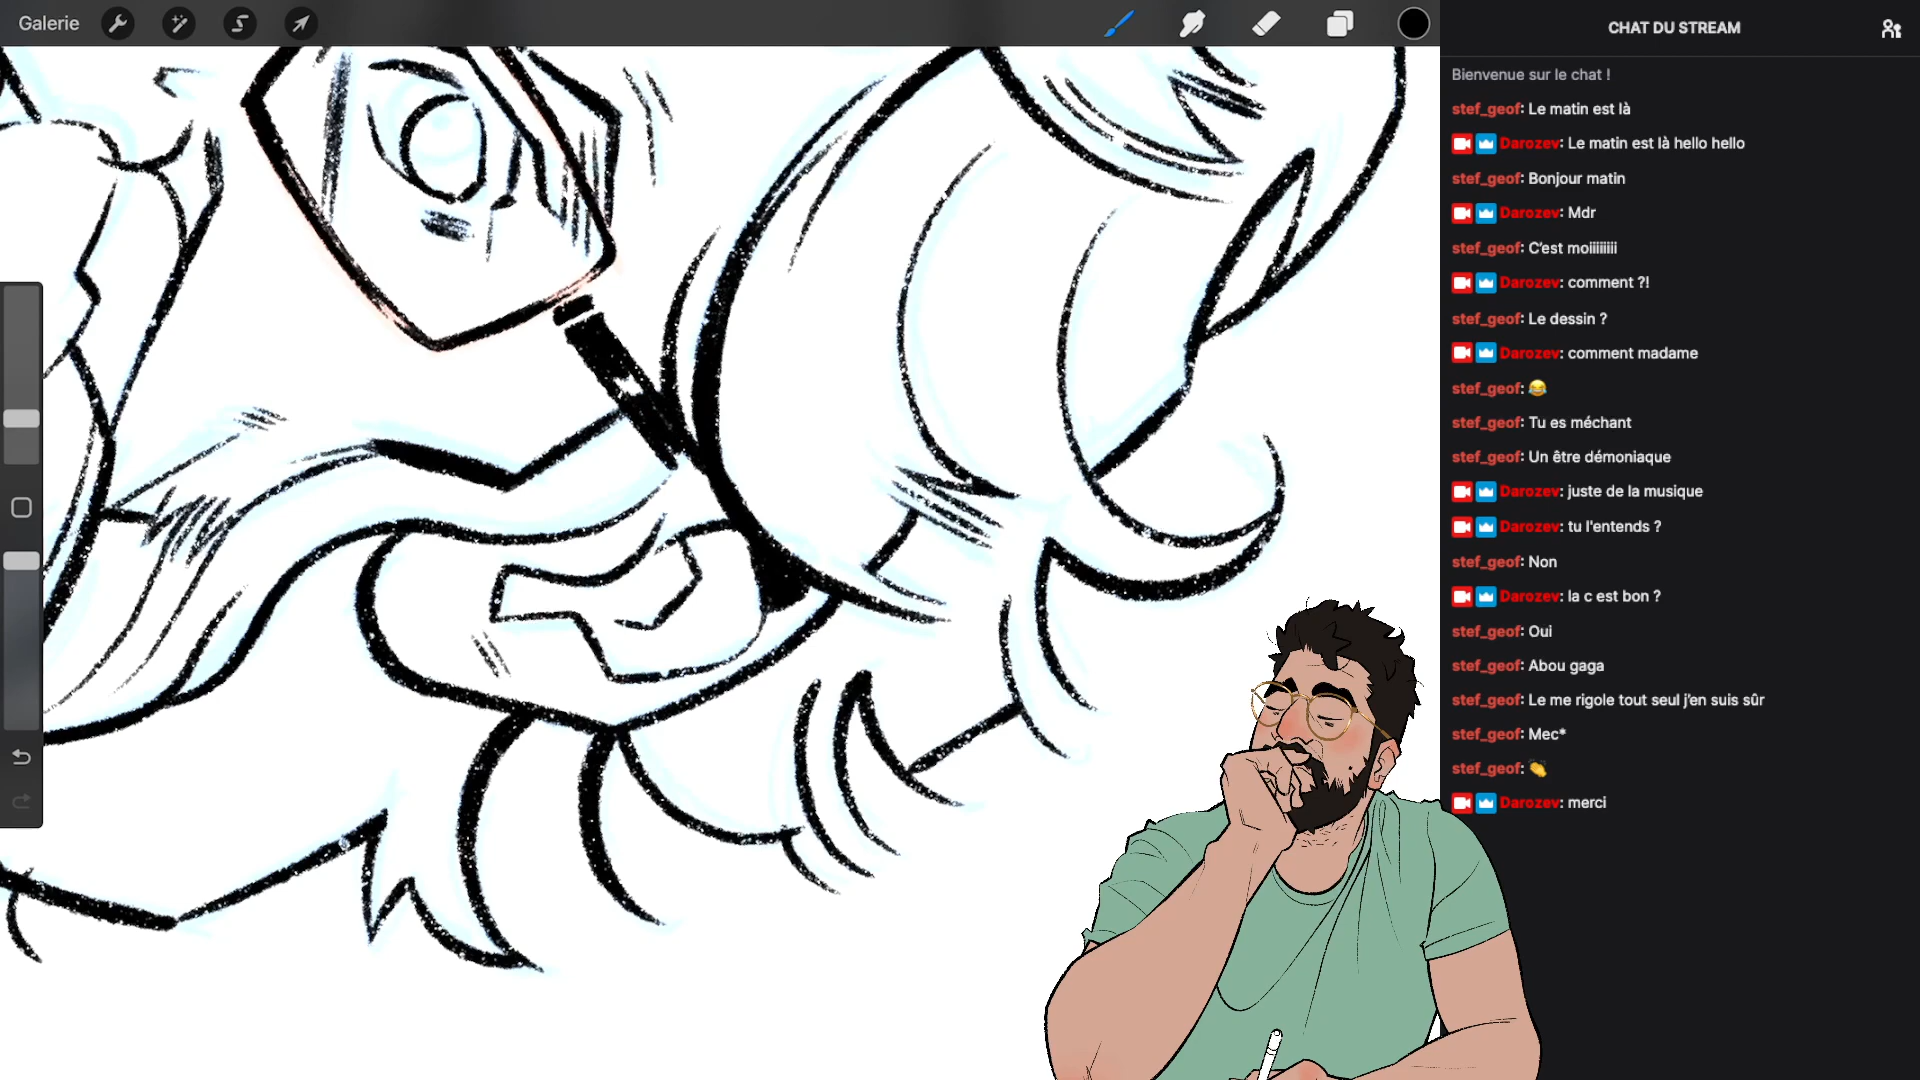 Galerie
CHAT DU STREAM
Bienvenue sur le chat !
stef_geof: Le matin est là
Darozev: Le matin est là hello hello
stef_geof: Bonjour matin
Darozev: Mdr
stef_geof: C'est moiiiiiiiii
Darozev: comment ?!
stef_geof: Le dessin ?
Darozev: comment madame
stef_geof: 😂
stef_geof: Tu es méchant
stef_geof: Un être démoniaque
Darozev: juste de la musique
Darozev: tu l'entends ?
stef_geof: Non
Darozev: la c est bon ?
stef_geof: Oui
stef_geof: Abou gaga
stef_geof: Le me rigole tout seul j'en suis sûr
stef_geof: Mec*
stef_geof: 👏
Darozev: merci